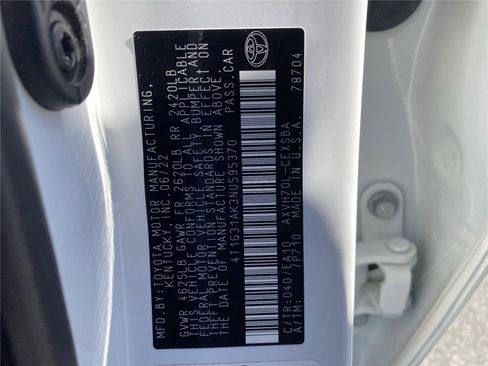 MFD. BY:TOYOTA MOTOR MANUFACTURING,
KENTUCKY, INC. 06/22
GVWR 4625LB GAWR FR 2620LB RR 2420LB
THIS VEHICLE CONFORMS TO ALL APPLICABLE
FEDERAL MOTOR VEHICLE SAFETY, BUMPER, AND
THEFT PREVENTION STANDARDS IN EFFECT ON
THE DATE OF MANUFACTURE SHOWN ABOVE.
4T1G31AK3NU595370 PASS.CAR
C/TR:040/EA10 AXVH70L-CEXSBA
A/TM: 7P710 MADE IN U.S.A. 78704